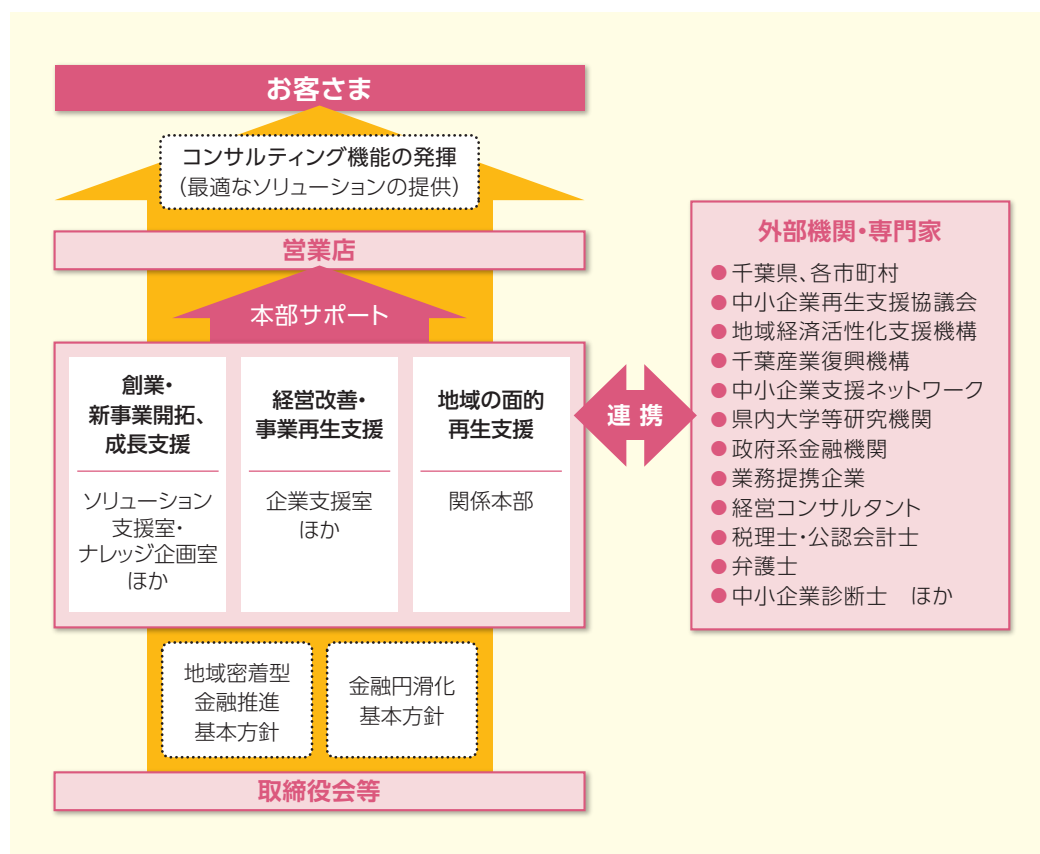 お客さま
コンサルティング機能の発揮
（最適なソリューションの提供）
営業店
本部サポート
創業・
新事業開拓、
成長支援
ソリューション
支援室・
ナレッジ企画室
ほか
経営改善・
事業再生支援
企業支援室
ほか
地域の面的
再生支援
関係本部
連携
外部機関・専門家
●千葉県、各市町村
●中小企業再生支援協議会
●地域経済活性化支援機構
●千葉産業復興機構
●中小企業支援ネットワーク
●県内大学等研究機関
●政府系金融機関
●業務提携企業
●経営コンサルタント
●税理士・公認会計士
●弁護士
●中小企業診断士　ほか
地域密着型
金融推進
基本方針
金融円滑化
基本方針
取締役会等